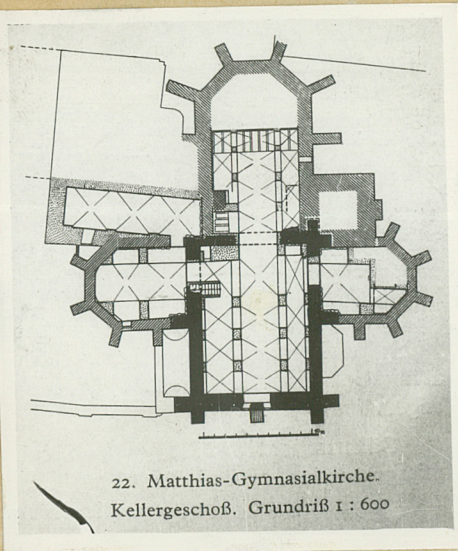 22. Matthias-Gymnasialkirche.
Kellergeschoß. Grundriß 1 : 600